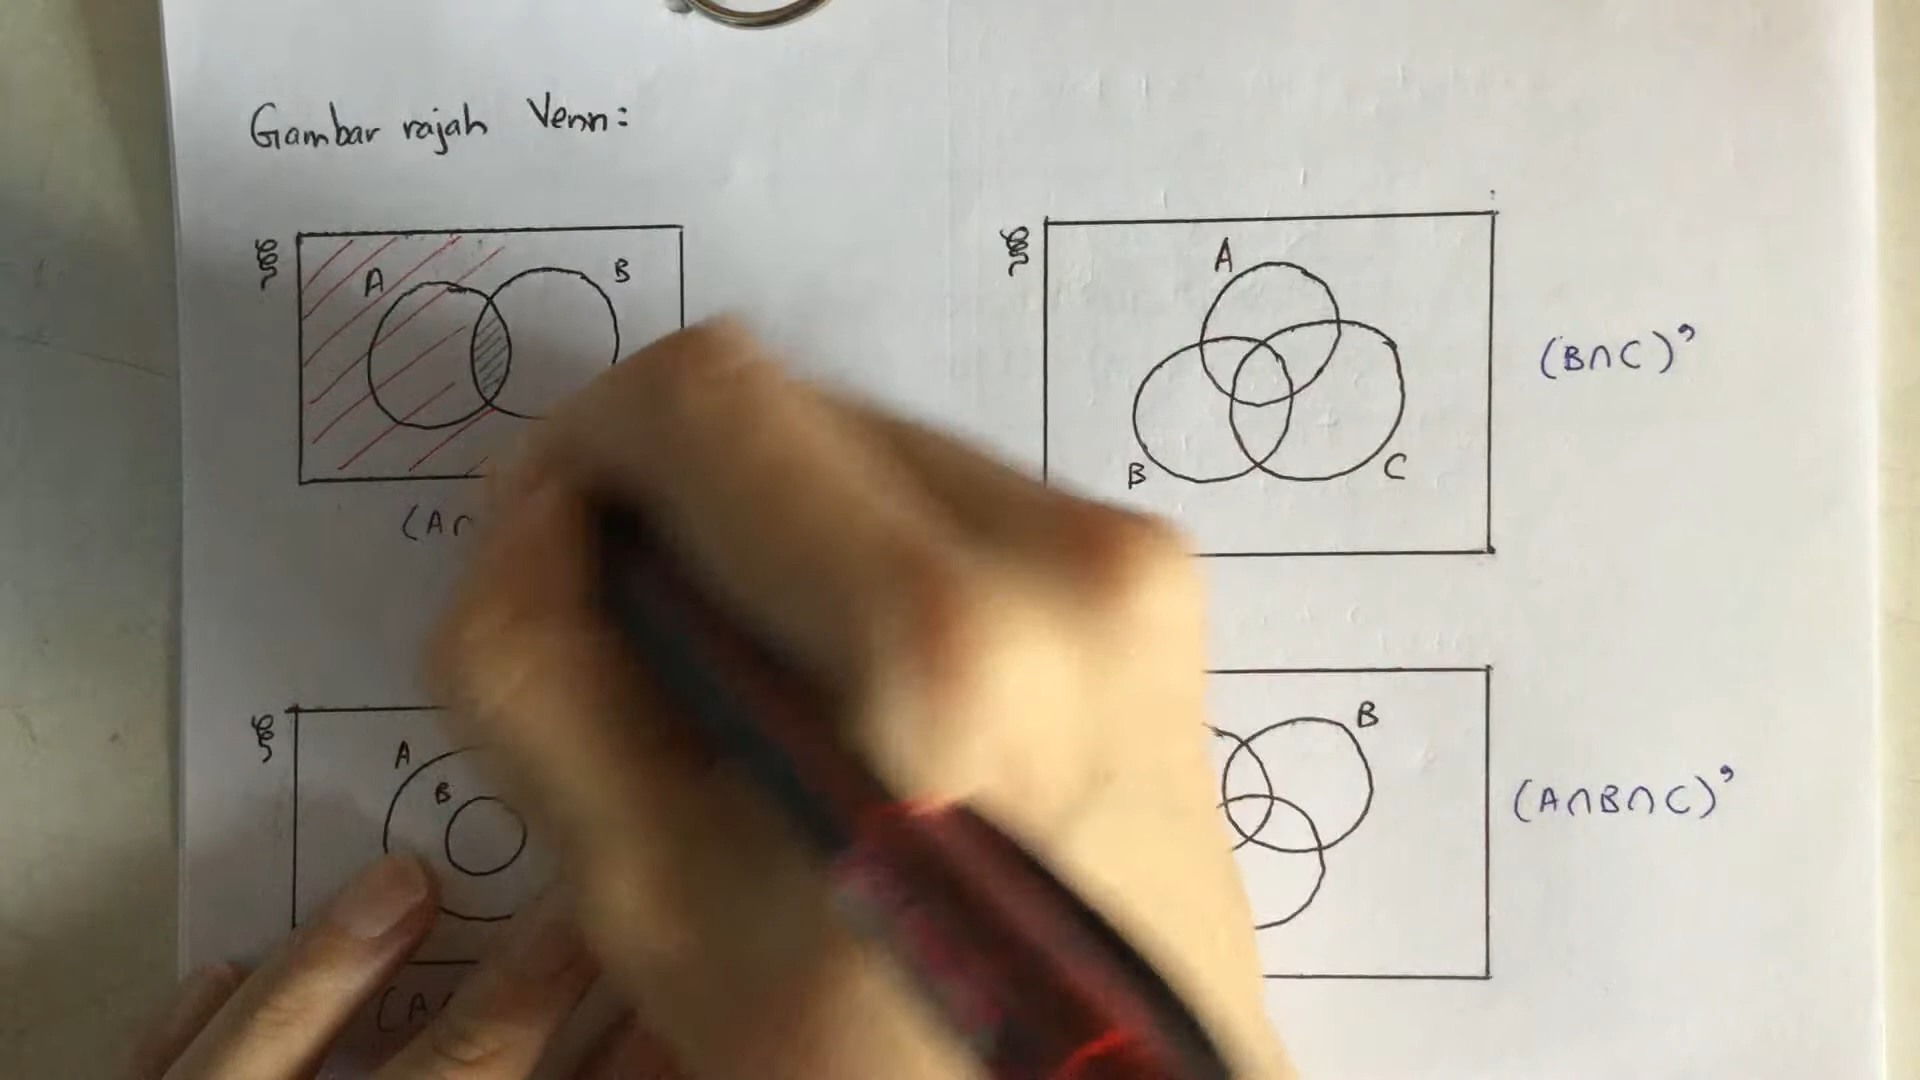 Gambar rajah Venn:
ξ
A
B
(A∩
ξ
A
B
C
(B∩C)'
ξ
A
B
(A
B
(A∩B∩C)'